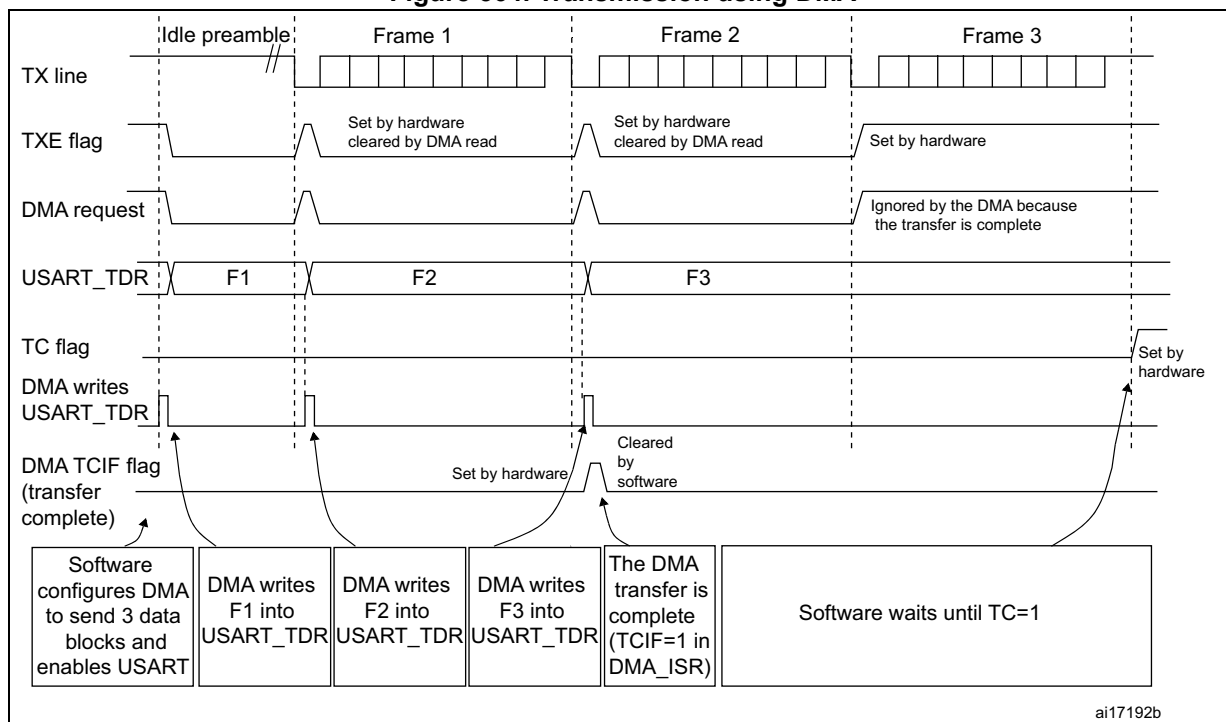 Figure 334. Transmission using DMA
Idle preamble
Frame 1
Frame 2
Frame 3
TX line
TXE flag
Set by hardware
cleared by DMA read
Set by hardware
cleared by DMA read
Set by hardware
DMA request
Ignored by the DMA because
the transfer is complete
USART_TDR
F1
F2
F3
TC flag
Set by
hardware
DMA writes
USART_TDR
DMA TCIF flag
(transfer
complete)
Set by hardware
Cleared
by
software
Software
configures DMA
to send 3 data
blocks and
enables USART
DMA writes
F1 into
USART_TDR
DMA writes
F2 into
USART_TDR
DMA writes
F3 into
USART_TDR
The DMA
transfer is
complete
(TCIF=1 in
DMA_ISR)
Software waits until TC=1
ai17192b